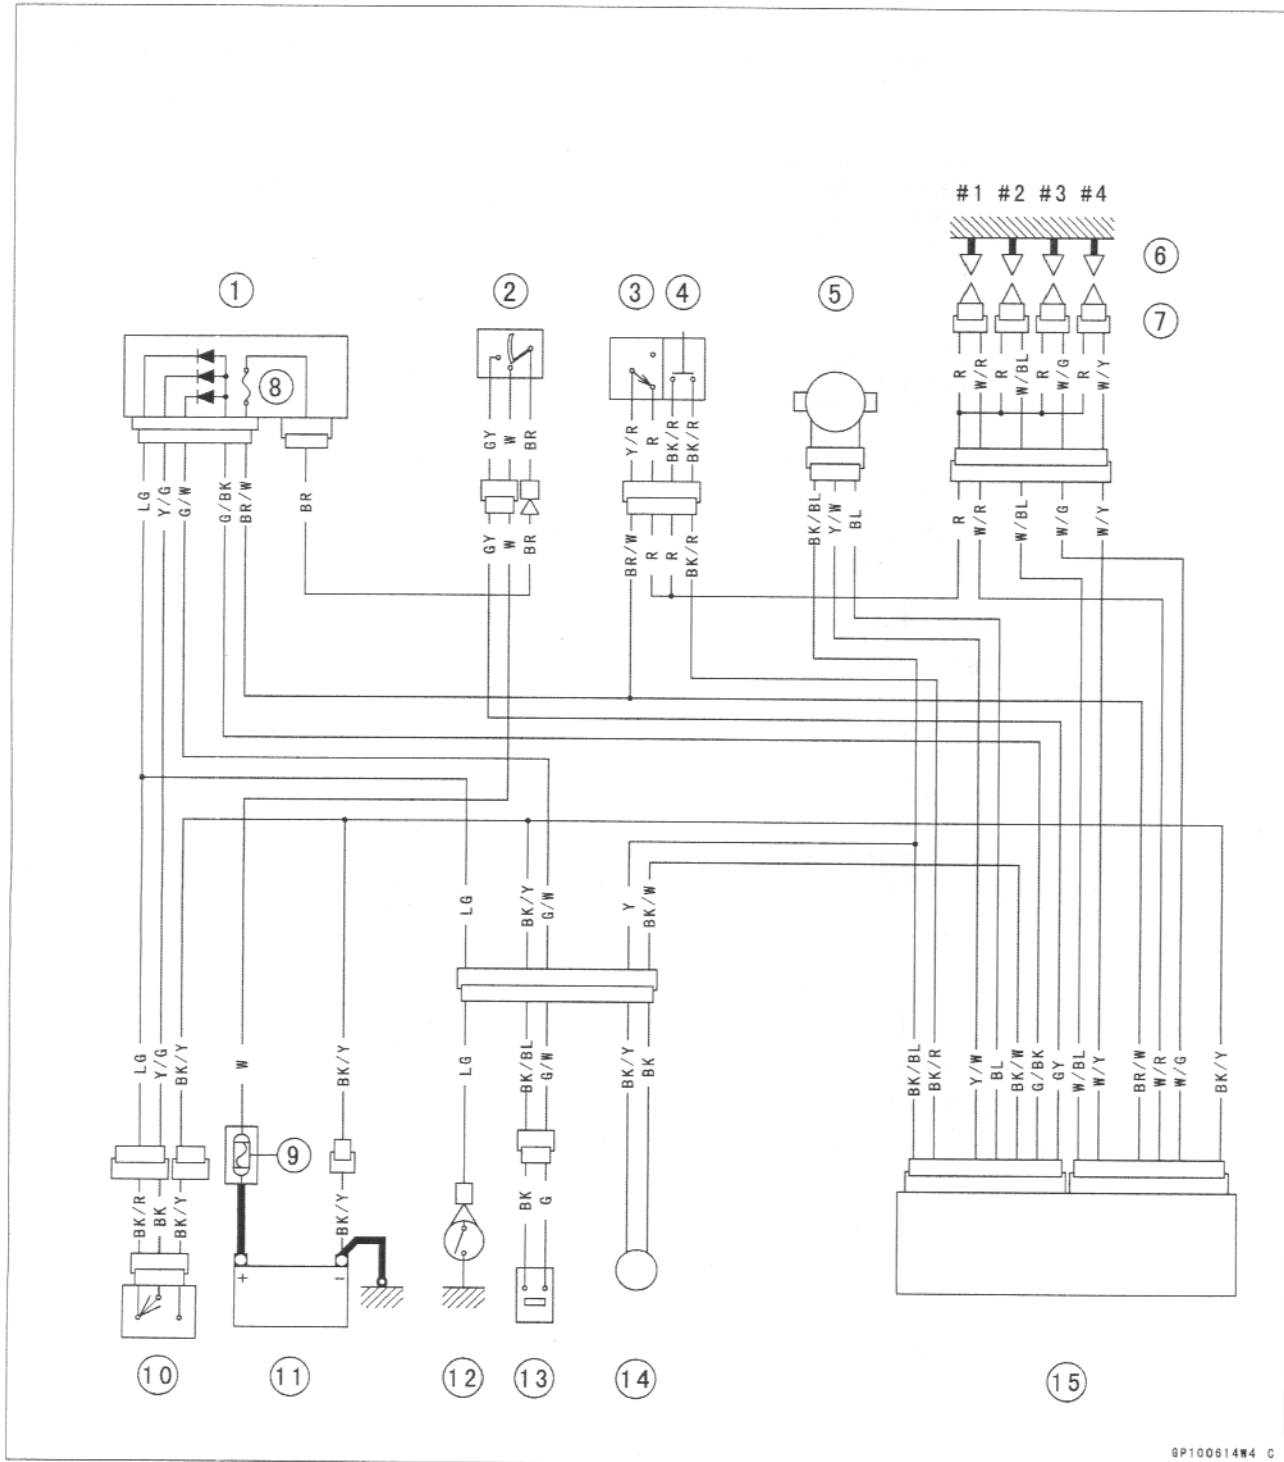 #1 #2 #3 #4
6
1 2 3 4 5
7
R W/R R W/BL R W/G R W/Y
8
GY W BR Y/R R BK/R BK/R
LG Y/G G/W G/BK BR/W BR
BK/BL Y/W BL R W/R W/BL W/G W/Y
GY W BR BR/W R R BK/R
LG BK/Y G/W Y BK/W
LG Y/G BK/Y W BK/Y LG BK/BL G/W BK/Y BK
BK/BL BK/R Y/W BL BK/W G/BK GY W/BL W/Y BR/W W/R W/G BK/Y
9
BK/R BK BK/Y BK/Y BK G
+ −
10 11 12 13 14 15
GP100614W4 C